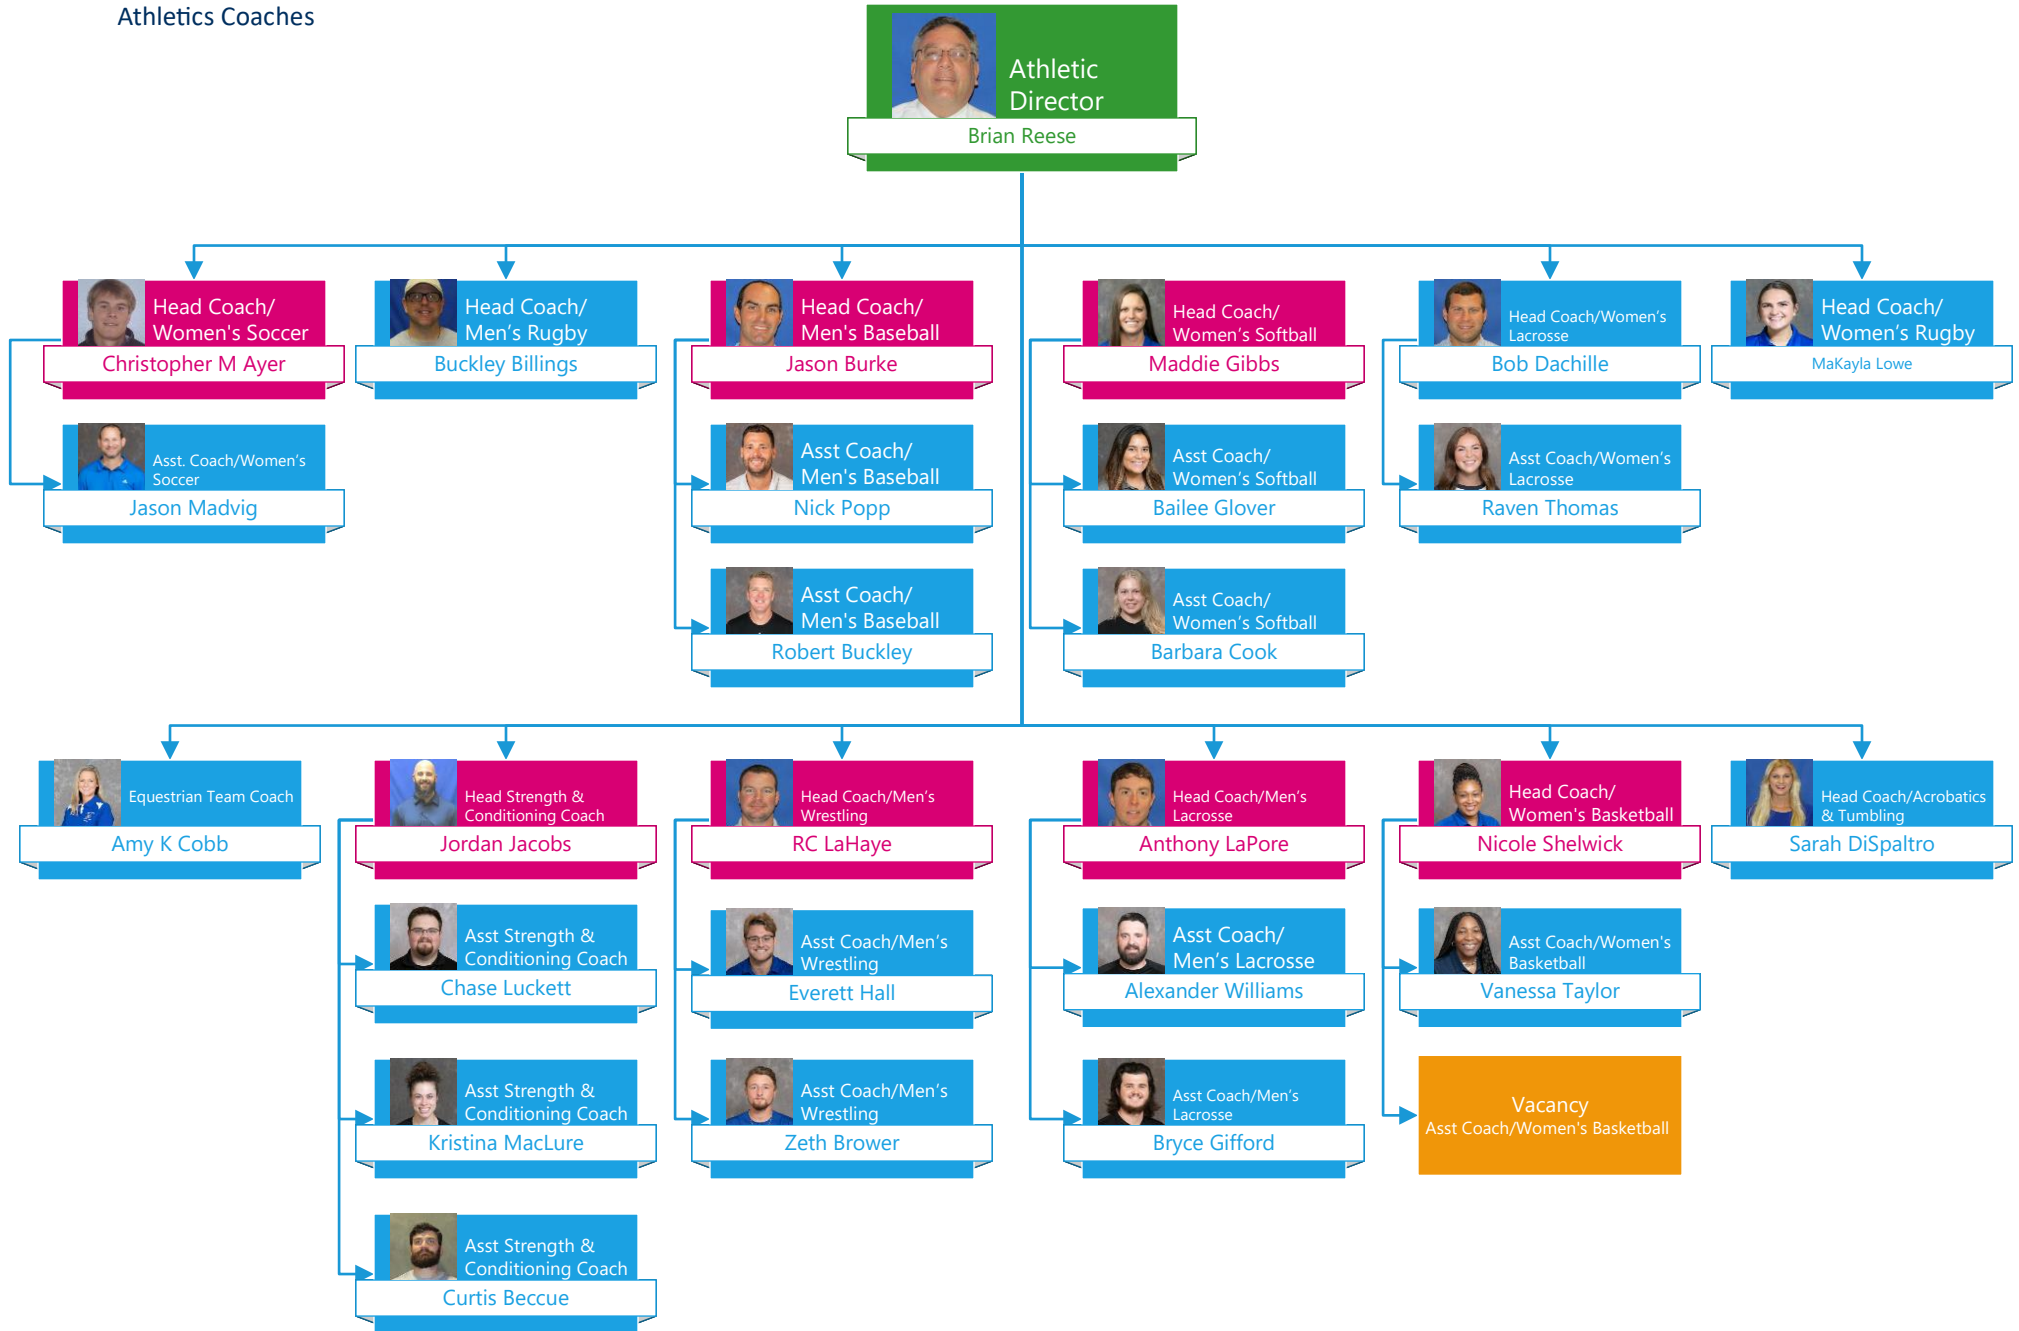 Athletics Coaches
Athletic
Director
Brian Reese
Head Coach/
Women's Soccer
Christopher M Ayer
Head Coach/
Men’s Rugby
Buckley Billings
Head Coach/
Men's Baseball
Jason Burke
Head Coach/
Women’s Softball
Maddie Gibbs
Head Coach/Women’s
Lacrosse
Bob Dachille
Head Coach/
Women’s Rugby
MaKayla Lowe
Asst. Coach/Women’s
Soccer
Jason Madvig
Asst Coach/
Men's Baseball
Nick Popp
Asst Coach/
Women’s Softball
Bailee Glover
Asst Coach/Women’s
Lacrosse
Raven Thomas
Asst Coach/
Men's Baseball
Robert Buckley
Asst Coach/
Women’s Softball
Barbara Cook
Equestrian Team Coach
Amy K Cobb
Head Strength &
Conditioning Coach
Jordan Jacobs
Head Coach/Men’s
Wrestling
RC LaHaye
Head Coach/Men’s
Lacrosse
Anthony LaPore
Head Coach/
Women's Basketball
Nicole Shelwick
Head Coach/Acrobatics
& Tumbling
Sarah DiSpaltro
Asst Strength &
Conditioning Coach
Chase Luckett
Asst Coach/Men’s
Wrestling
Everett Hall
Asst Coach/
Men’s Lacrosse
Alexander Williams
Asst Coach/Women's
Basketball
Vanessa Taylor
Asst Strength &
Conditioning Coach
Kristina MacLure
Asst Coach/Men’s
Wrestling
Zeth Brower
Asst Coach/Men’s
Lacrosse
Bryce Gifford
Vacancy
Asst Coach/Women's Basketball
Asst Strength &
Conditioning Coach
Curtis Beccue